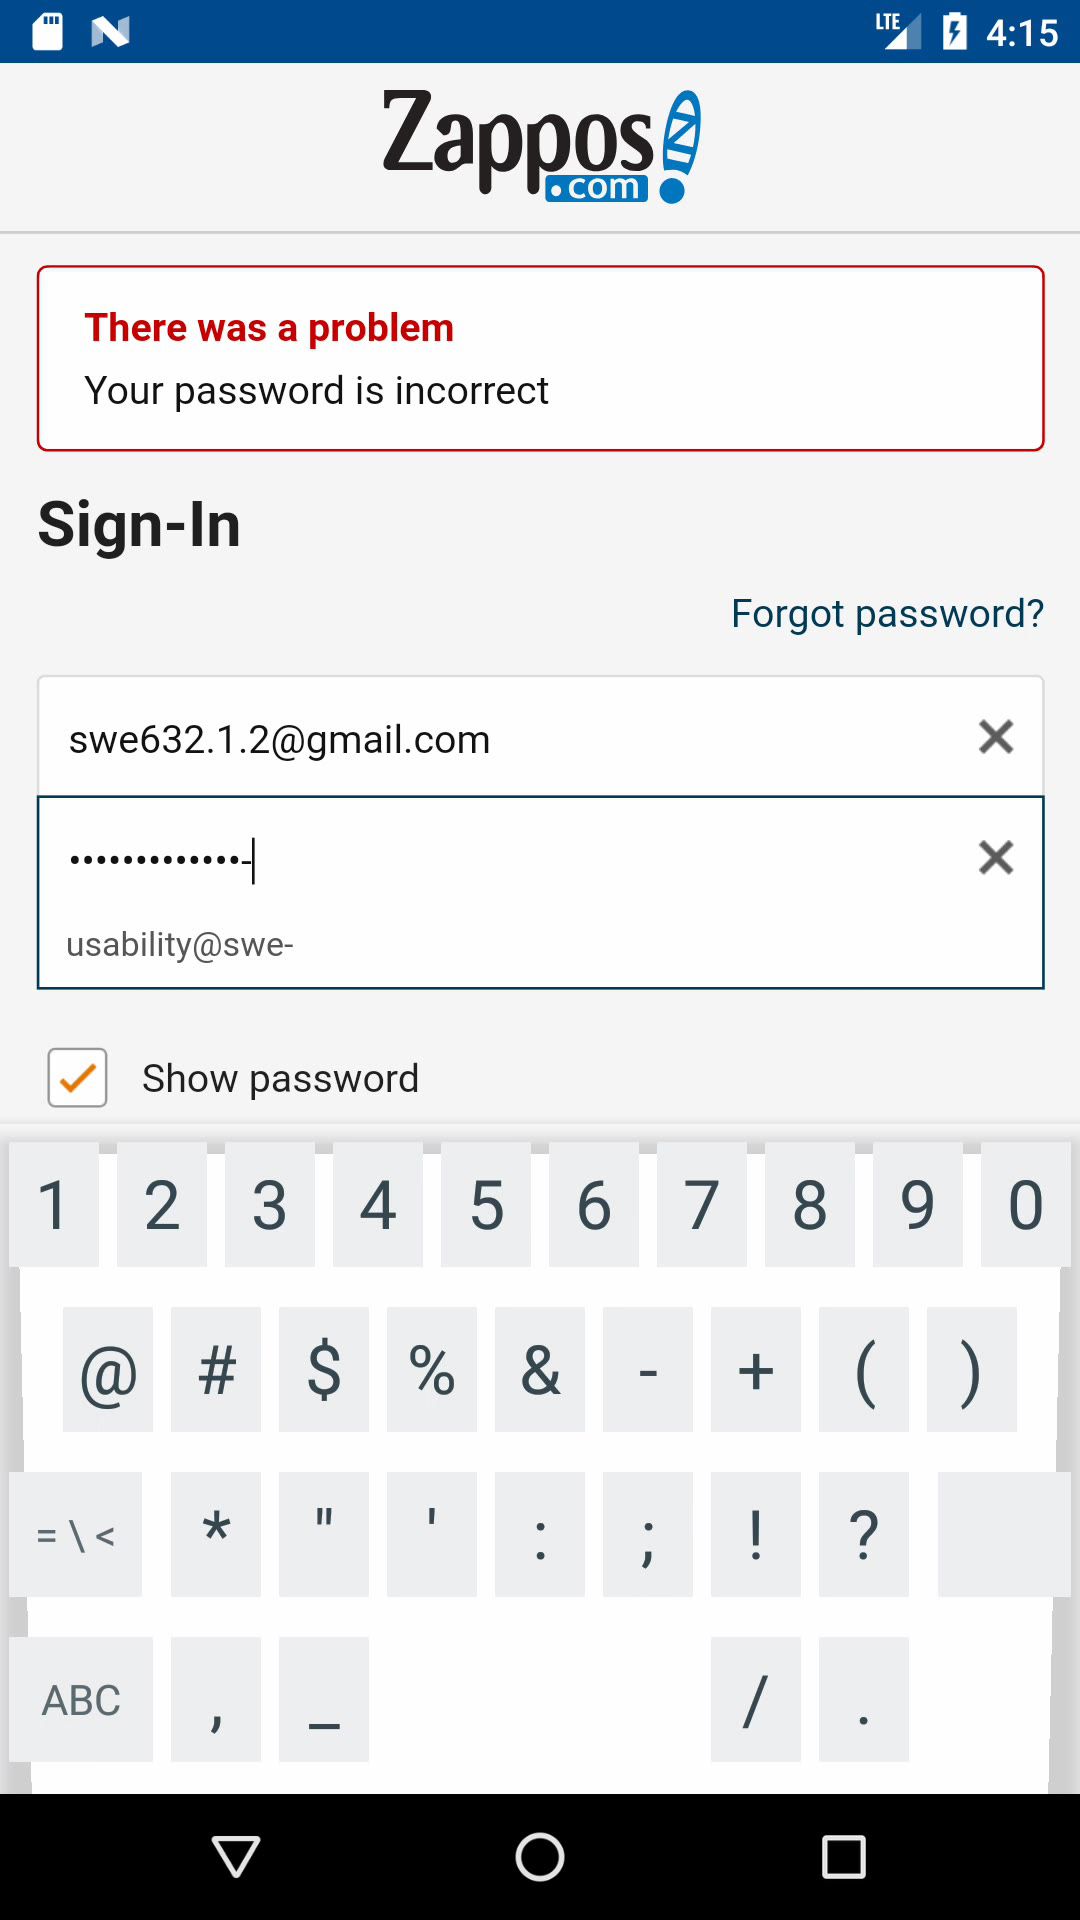 LTE 4:15
Zappos
.com
There was a problem
Your password is incorrect
Sign-In
Forgot password?
swe632.1.2@gmail.com
•••••••••••••-
usability@swe-
Show password
1 2 3 4 5 6 7 8 9 0
@ # $ % & - + ( )
= \ < * " ' : ; ! ?
ABC , _ / .